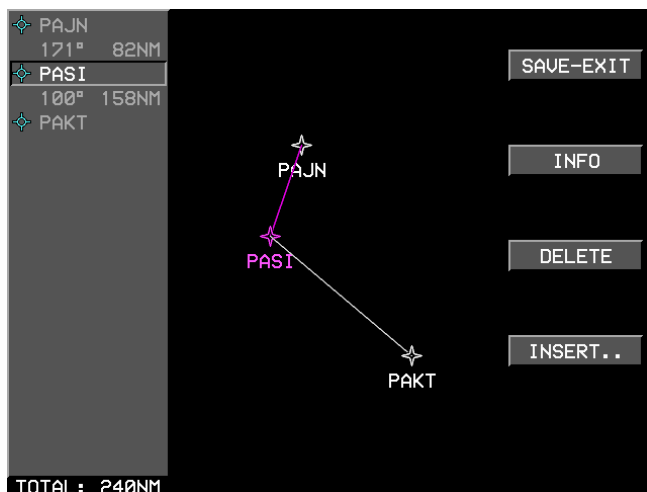 PAJN
171° 82NM
PASI
100° 158NM
PAKT
TOTAL: 240NM
PAJN
PASI
PAKT
SAVE-EXIT
INFO
DELETE
INSERT..